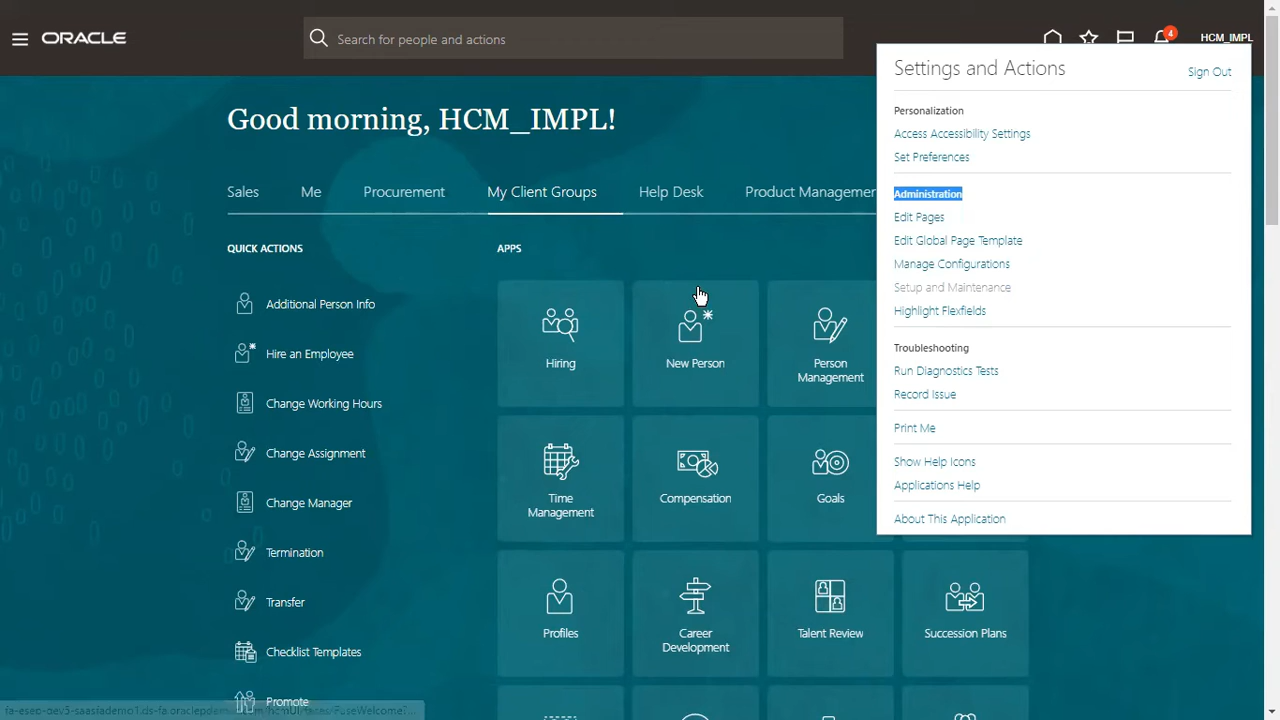 ORACLE
Search for people and actions
4
HCM_IMPL
Good morning, HCM_IMPL!
Sales
Me
Procurement
My Client Groups
Help Desk
Product Managemen
QUICK ACTIONS
Additional Person Info
Hire an Employee
Change Working Hours
Change Assignment
Change Manager
Termination
Transfer
Checklist Templates
Promote
APPS
Hiring
New Person
Person
Management
Time
Management
Compensation
Goals
Profiles
Career
Development
Talent Review
Succession Plans
Settings and Actions
Sign Out
Personalization
Access Accessibility Settings
Set Preferences
Administration
Edit Pages
Edit Global Page Template
Manage Configurations
Setup and Maintenance
Highlight Flexfields
Troubleshooting
Run Diagnostics Tests
Record Issue
Print Me
Show Help Icons
Applications Help
About This Application